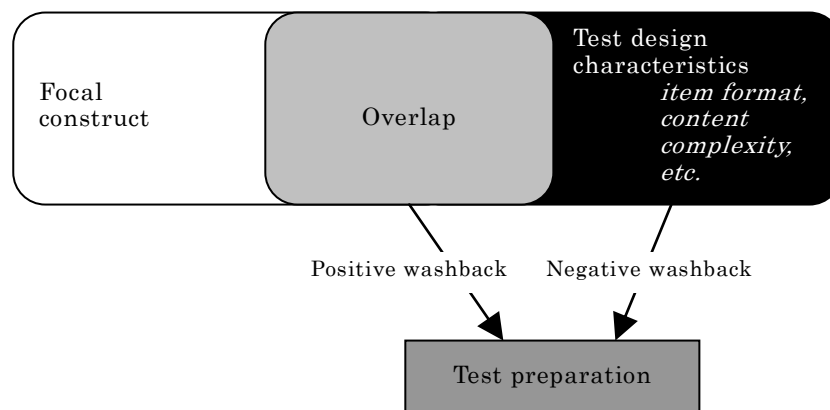 Focal
construct
Overlap
Test design
characteristics
item format,
content
complexity,
etc.
Positive washback
Negative washback
Test preparation